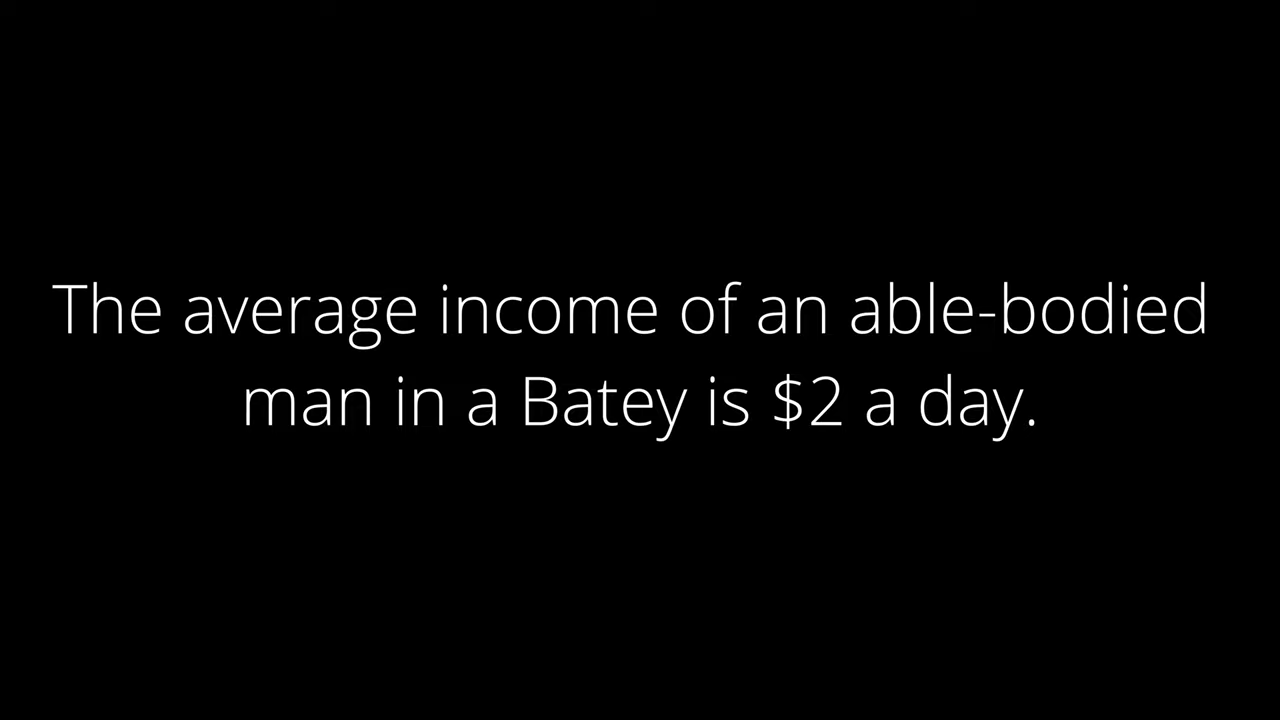 The average income of an able-bodied
man in a Batey is $2 a day.